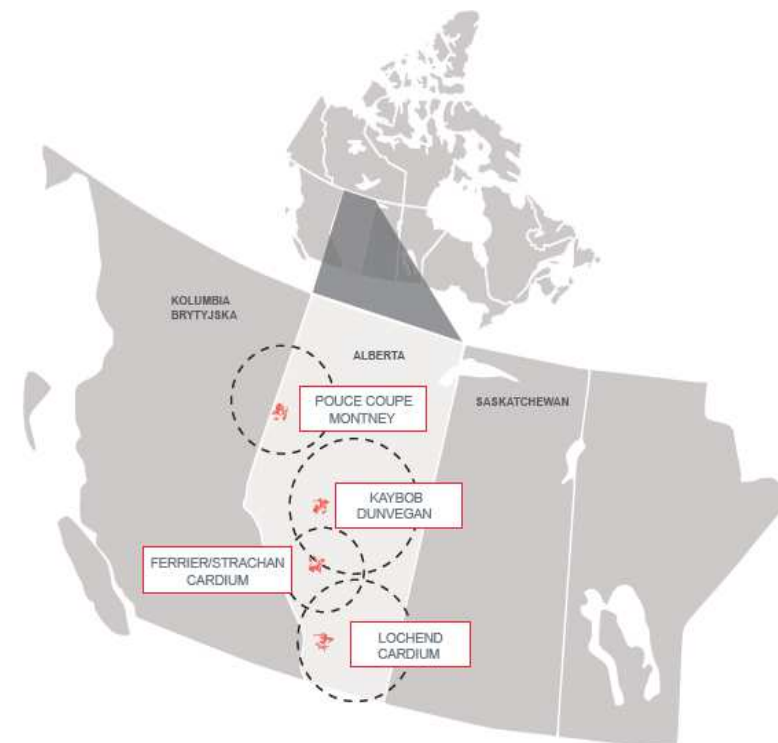 KOLUMBIA
BRYTYJSKA
ALBERTA
POUCE COUPE
MONTNEY
SASKATCHEWAN
KAYBOB
DUNVEGAN
FERRIER/STRACHAN
CARDIUM
LOCHEND
CARDIUM